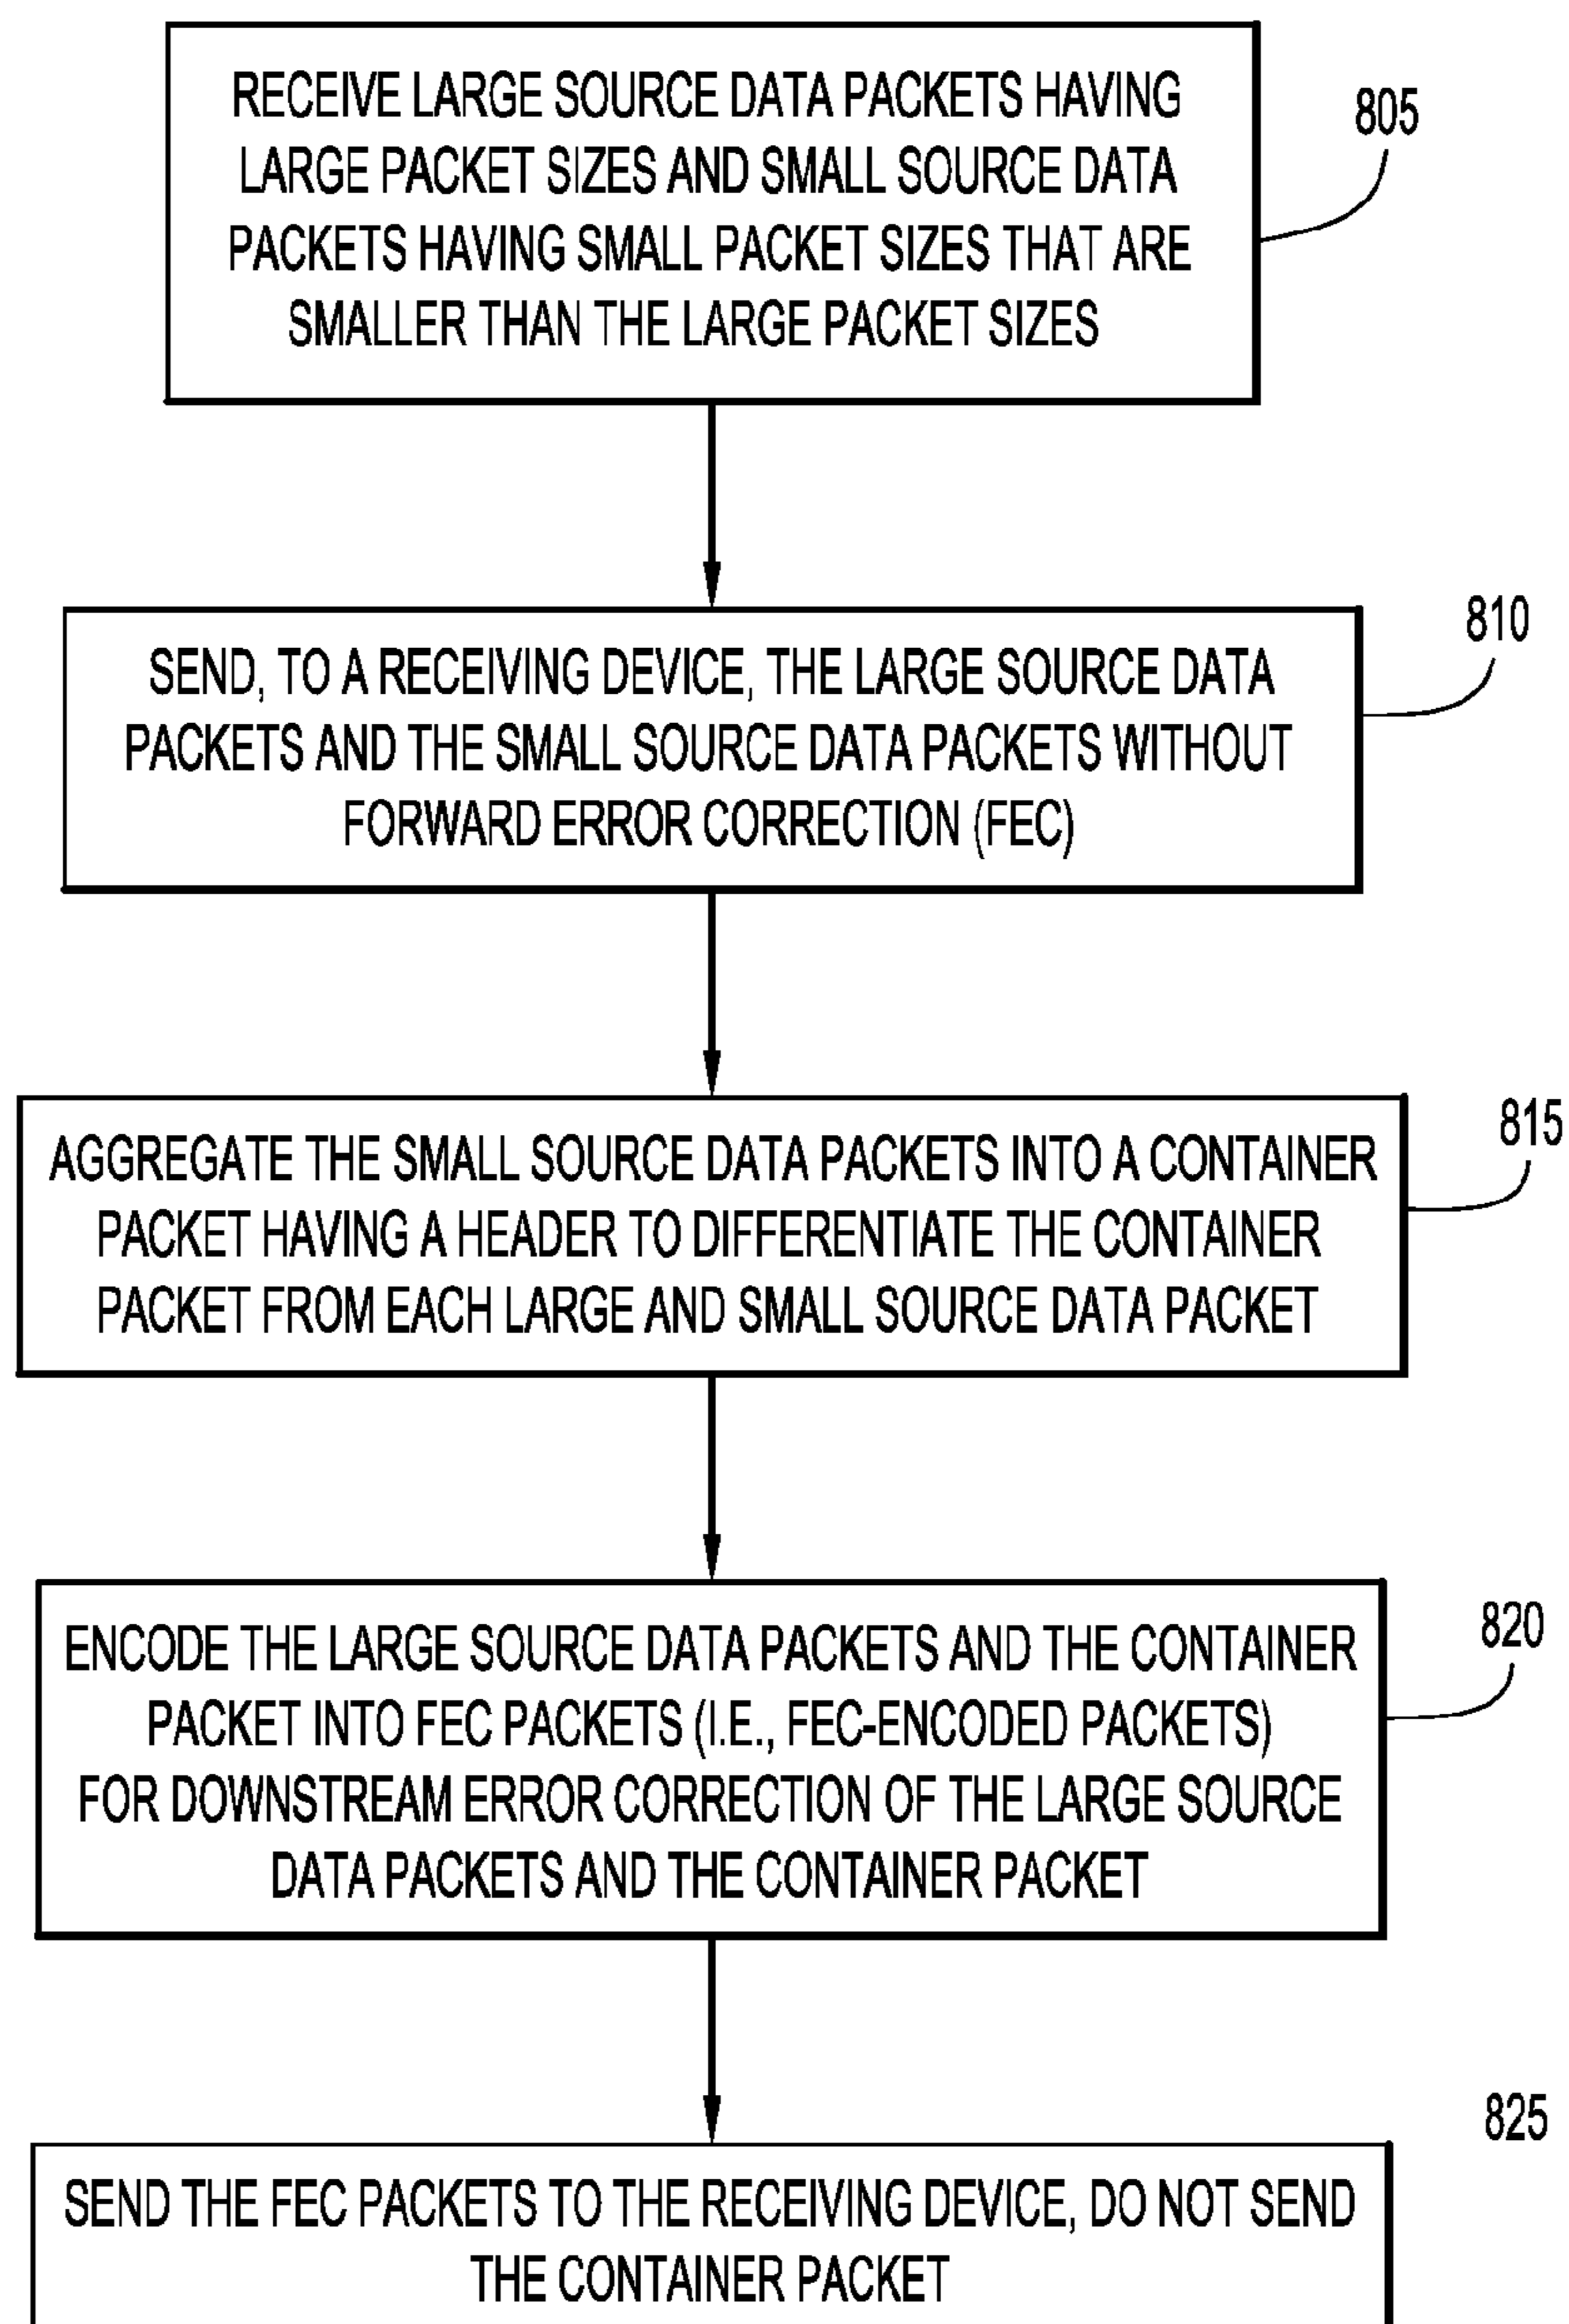 RECEIVE LARGE SOURCE DATA PACKETS HAVING
LARGE PACKET SIZES AND SMALL SOURCE DATA
PACKETS HAVING SMALL PACKET SIZES THAT ARE
SMALLER THAN THE LARGE PACKET SIZES
805
SEND, TO A RECEIVING DEVICE, THE LARGE SOURCE DATA
PACKETS AND THE SMALL SOURCE DATA PACKETS WITHOUT
FORWARD ERROR CORRECTION (FEC)
810
AGGREGATE THE SMALL SOURCE DATA PACKETS INTO A CONTAINER
PACKET HAVING A HEADER TO DIFFERENTIATE THE CONTAINER
PACKET FROM EACH LARGE AND SMALL SOURCE DATA PACKET
815
ENCODE THE LARGE SOURCE DATA PACKETS AND THE CONTAINER
PACKET INTO FEC PACKETS (I.E., FEC-ENCODED PACKETS)
FOR DOWNSTREAM ERROR CORRECTION OF THE LARGE SOURCE
DATA PACKETS AND THE CONTAINER PACKET
820
SEND THE FEC PACKETS TO THE RECEIVING DEVICE, DO NOT SEND
THE CONTAINER PACKET
825